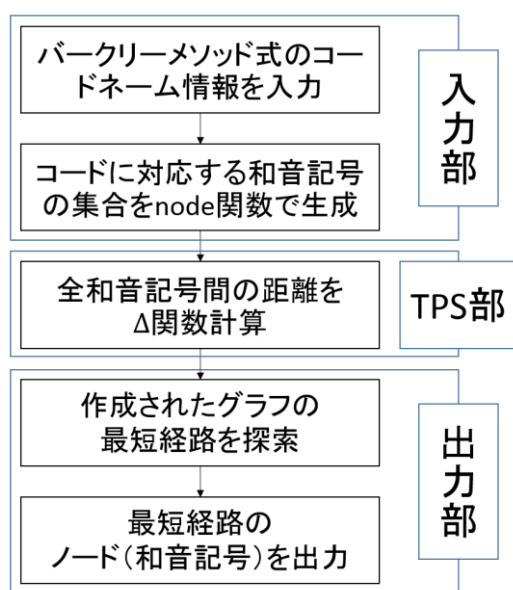 バークリーメソッド式のコー
ドネーム情報を入力
コードに対応する和音記号
の集合をnode関数で生成
入力部
全和音記号間の距離を
Δ関数計算
TPS部
作成されたグラフの
最短経路を探索
最短経路の
ノード（和音記号）を出力
出力部